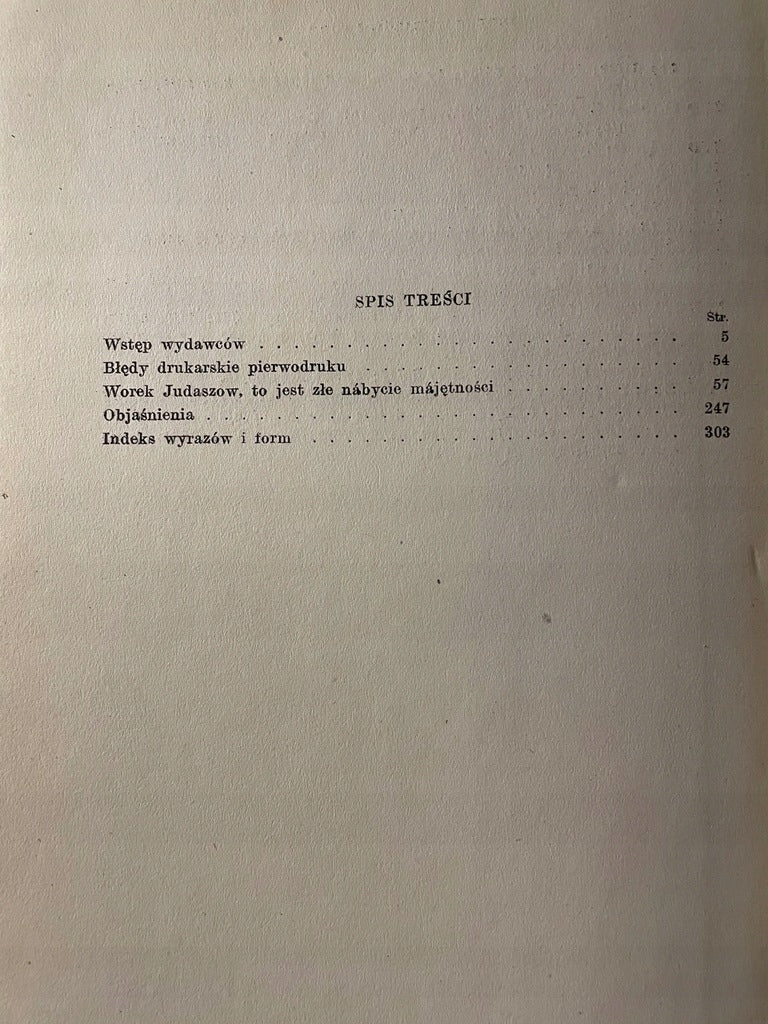 SPIS TREŚCI
Str.
Wstęp wydawców . . . . . . . . . . . . . . . . . . . . 5
Błędy drukarskie pierwodruku . . . . . . . . . . . . . . 54
Worek Judaszow, to jest złe nábycie májętności . . . . . . . . 57
Objaśnienia . . . . . . . . . . . . . . . . . . . . . . 247
Indeks wyrazów i form . . . . . . . . . . . . . . . . . 303